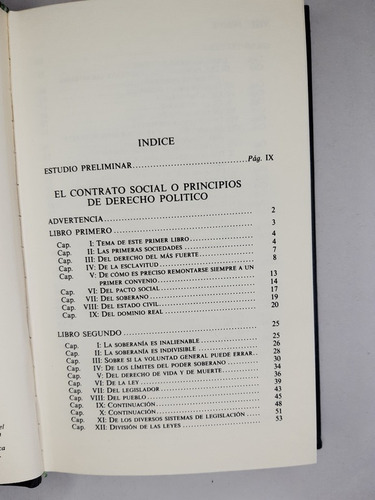 INDICE
ESTUDIO PRELIMINAR ........ Pág. IX
EL CONTRATO SOCIAL O PRINCIPIOS
DE DERECHO POLITICO
ADVERTENCIA ........ 2
LIBRO PRIMERO ........ 3
Cap. I: TEMA DE ESTE PRIMER LIBRO ........ 4
Cap. II: LAS PRIMERAS SOCIEDADES ........ 4
Cap. III: DEL DERECHO DEL MÁS FUERTE ........ 7
Cap. IV: DE LA ESCLAVITUD ........ 8
Cap. V: DE CÓMO ES PRECISO REMONTARSE SIEMPRE A UN
PRIMER CONVENIO ........ 13
Cap. VI: DEL PACTO SOCIAL ........ 14
Cap. VII: DEL SOBERANO ........ 17
Cap. VIII: DEL ESTADO CIVIL ........ 19
Cap. IX: DEL DOMINIO REAL ........ 20
LIBRO SEGUNDO ........ 25
Cap. I: LA SOBERANÍA ES INALIENABLE ........ 25
Cap. II: LA SOBERANÍA ES INDIVISIBLE ........ 26
Cap. III: SOBRE SI LA VOLUNTAD GENERAL PUEDE ERRAR ........ 28
Cap. IV: DE LOS LÍMITES DEL PODER SOBERANO ........ 30
Cap. V: DEL DERECHO DE VIDA Y DE MUERTE ........ 34
Cap. VI: DE LA LEY ........ 36
Cap. VII: DEL LEGISLADOR ........ 39
Cap. VIII: DEL PUEBLO ........ 43
Cap. IX: CONTINUACIÓN ........ 45
Cap. X: CONTINUACIÓN ........ 48
Cap. XI: DE LOS DIVERSOS SISTEMAS DE LEGISLACIÓN ........ 51
Cap. XII: DIVISIÓN DE LAS LEYES ........ 53